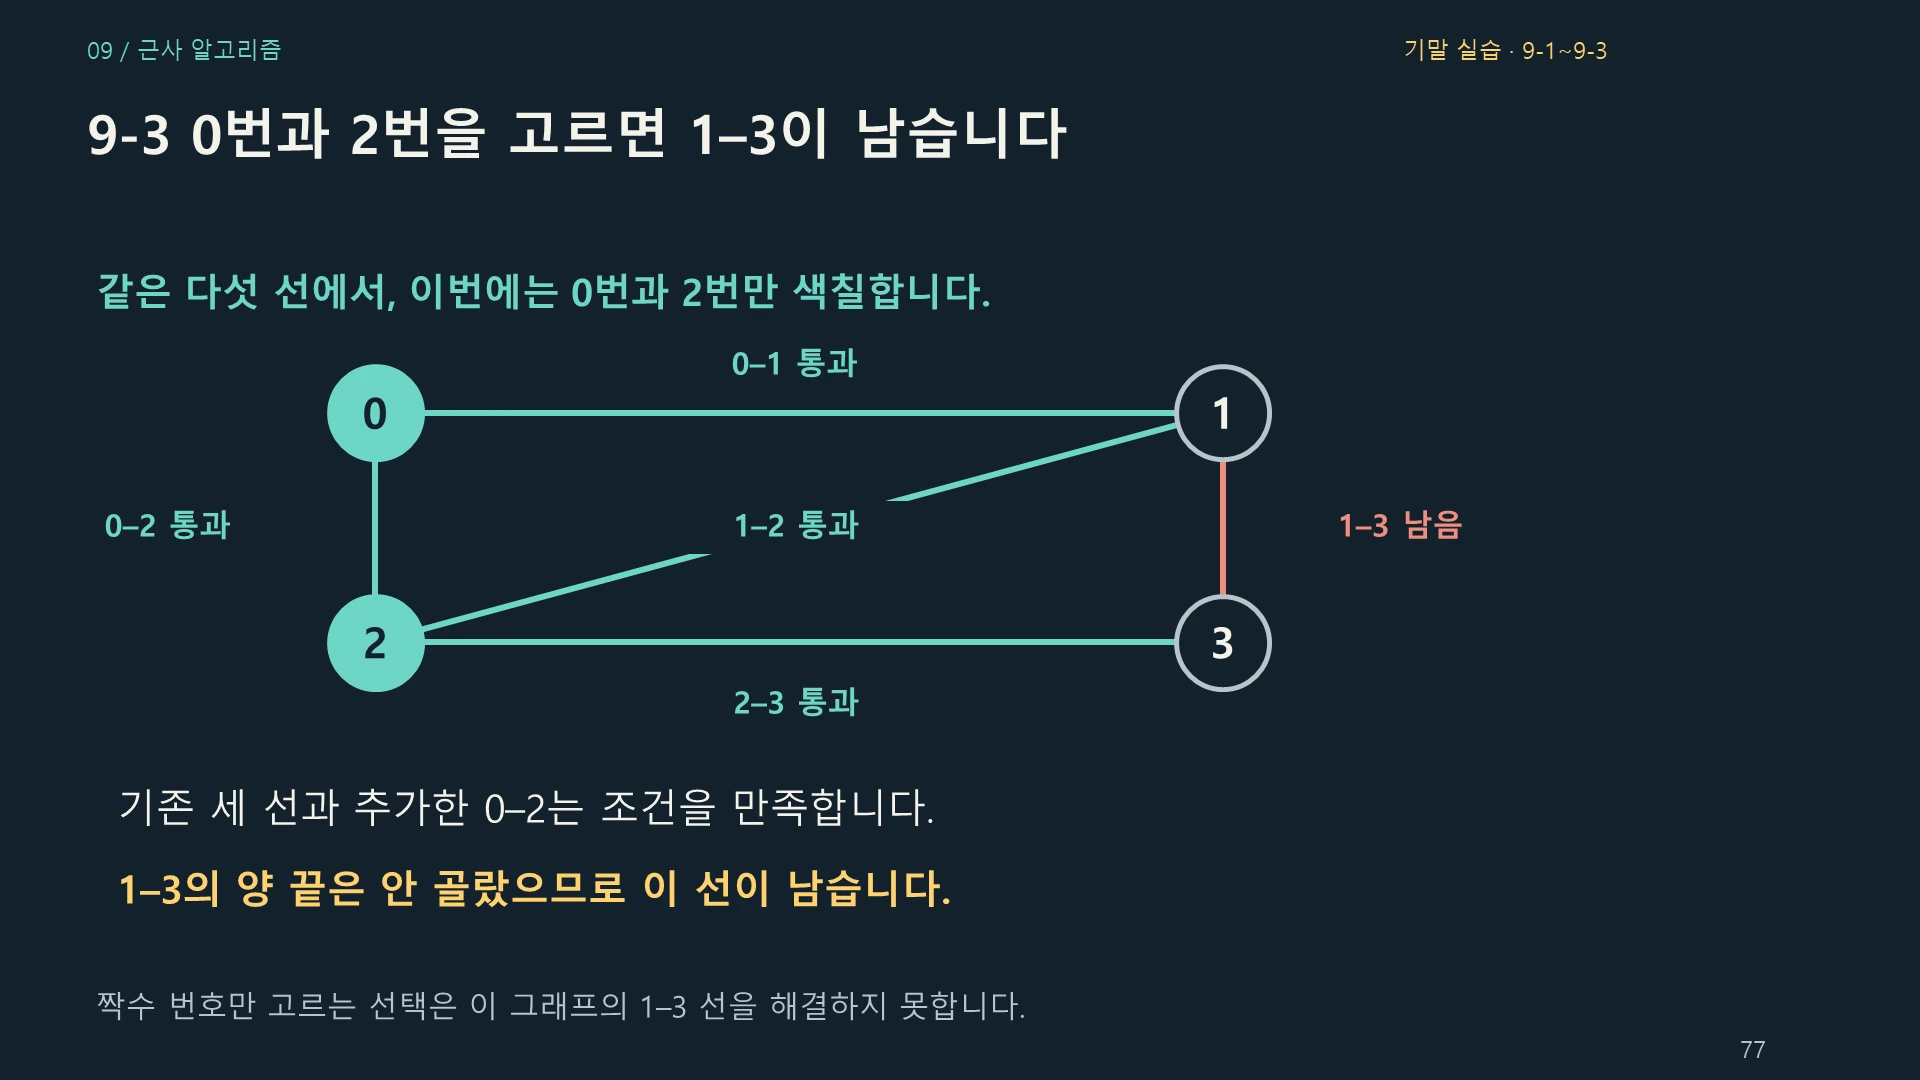 09 / 근사 알고리즘
기말 실습 · 9-1~9-3
9-3 0번과 2번을 고르면 1–3이 남습니다
같은 다섯 선에서, 이번에는 0번과 2번만 색칠합니다.
0–1 통과
0
1
0–2 통과
1–2 통과
1–3 남음
2
3
2–3 통과
기존 세 선과 추가한 0–2는 조건을 만족합니다.
1–3의 양 끝은 안 골랐으므로 이 선이 남습니다.
짝수 번호만 고르는 선택은 이 그래프의 1–3 선을 해결하지 못합니다.
77